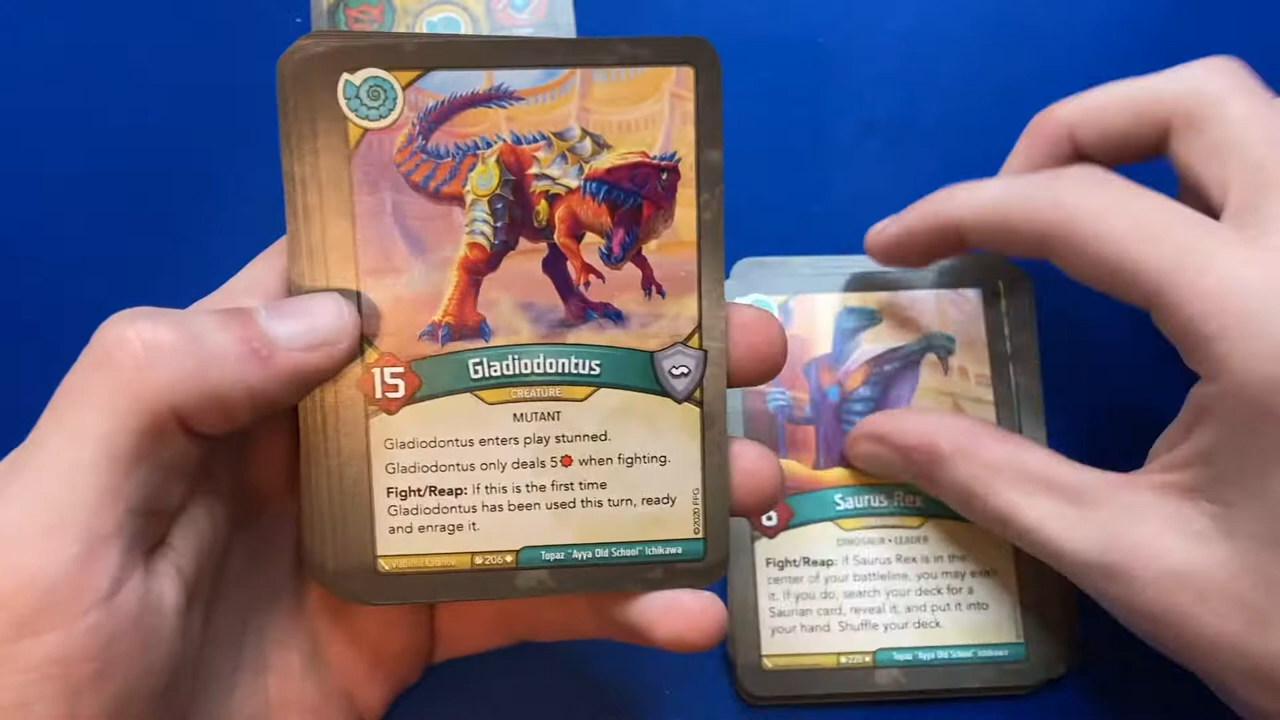 15
Gladiodontus
CREATURE
MUTANT
Gladiodontus enters play stunned.
Gladiodontus only deals 5 when fighting.
Fight/Reap: If this is the first time
Gladiodontus has been used this turn, ready
and enrage it.
©2020 FFG
206
Topaz "Ayya Old School" Ichikawa
Saurus Rex
DINOSAUR • LEADER
Fight/Reap: If Saurus Rex is in the
center of your battleline, you may exalt
it. If you do, search your deck for a
Saurian card, reveal it, and put it into
your hand. Shuffle your deck.
Topaz "Ayya Old School" Ichikawa